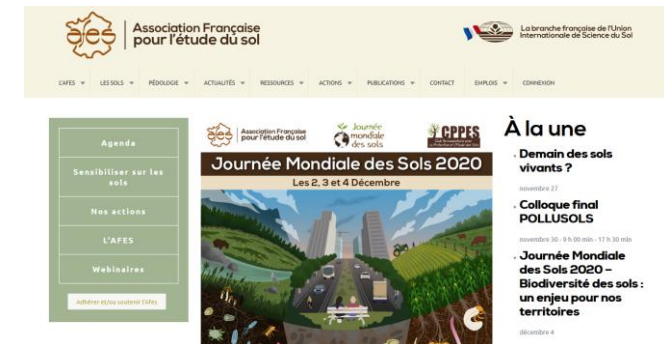 afes
Association Française
pour l'étude du sol
La branche française de l'Union
Internationale de Science du Sol
L'AFES
LES SOLS
PÉDOLOGIE
ACTUALITÉS
RESSOURCES
ACTIONS
PUBLICATIONS
CONTACT
EMPLOIS
CONNEXION
Agenda
Sensibiliser sur les
sols
Nos actions
L'AFES
Webinaires
Adhérer et/ou soutenir l'Afes
afes
Association Française
pour l'étude du sol
Journée
mondiale
des sols
CPPES
Journée Mondiale des Sols 2020
Les 2, 3 et 4 Décembre
À la une
Demain des sols
vivants ?
novembre 27
Colloque final
POLLUSOLS
novembre 30 - 9 h 00 min - 17 h 30 min
Journée Mondiale
des Sols 2020 –
Biodiversité des sols :
un enjeu pour nos
territoires
décembre 4